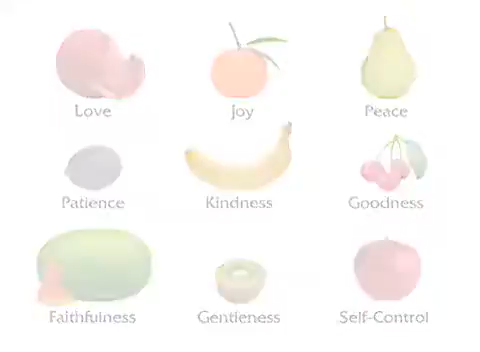 Love Joy Peace
Patience Kindness Goodness
Faithfulness Gentleness Self-Control